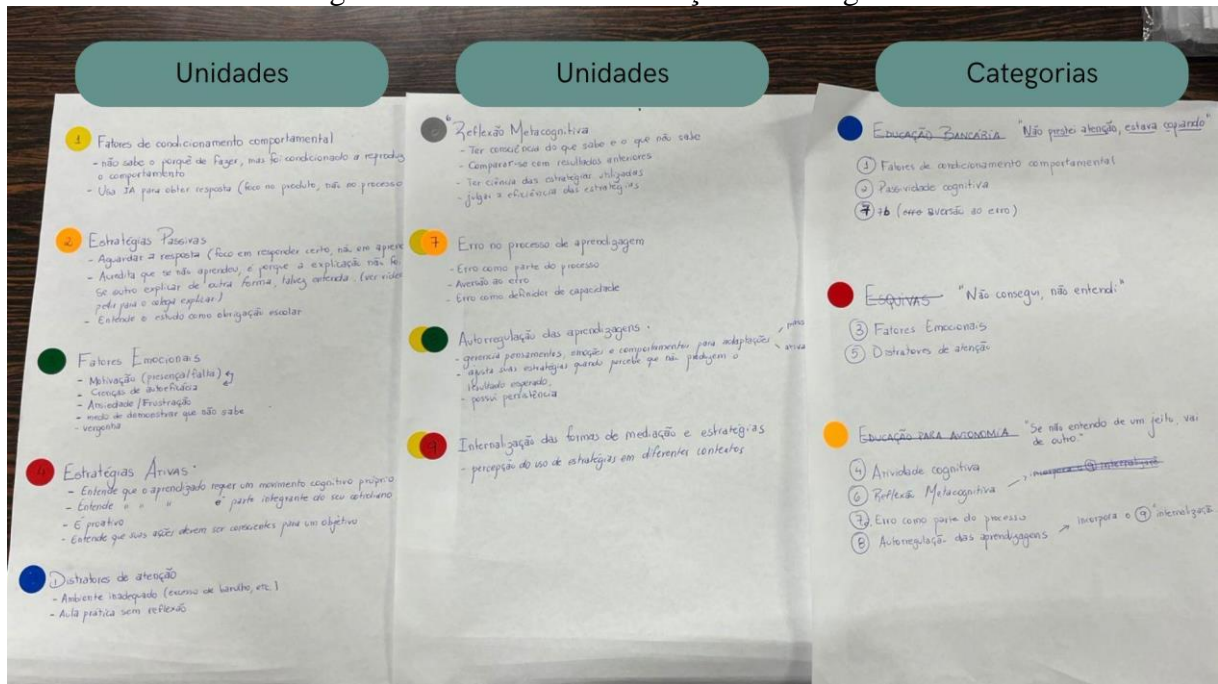 Unidades
1 Fatores de condicionamento comportamental
- não sabe o porquê de fazer, mas foi condicionado a reproduzir
o comportamento
- Usa IA para obter resposta (foco no produto, não no processo
2 Estratégias Passivas
- Aguardar a resposta (foco em responder certo, não em apren
- Acredita que se não aprendeu, é porque a explicação não fo
Se outro explicar de outra forma, talvez entenda. (ver vídeo
pedir para o colega explicar)
- Entende o estudo como obrigação escolar
Fatores Emocionais
- Motivação (presença/falta)
- Crenças de autoeficácia
- Ansiedade / Frustração
- medo de demonstrar que não sabe
- vergonha
4 Estratégias Ativas
- Entende que o aprendizado requer um movimento cognitivo próprio
- Entende " " " é parte integrante do seu cotidiano
- É proativo
- Entende que suas ações devem ser coerentes para um objetivo
Distratores de atenção
- Ambiente inadequado (excesso de barulho, etc.)
- Aula prática sem reflexão
Unidades
6 Reflexão Metacognitiva
- Ter consciência do que sabe e o que não sabe
- Comparar-se com resultados anteriores
- Ter ciência das estratégias utilizadas
- julgar a eficiência das estratégias
7 Erro no processo de aprendizagem
- Erro como parte do processo
- Aversão ao erro
- Erro como definidor de capacidade
8 Autorregulação das aprendizagens.
- gerencia pensamentos, emoções e comportamentos para adaptações
- ajusta suas estratégias quando percebe que não produzem o
resultado esperado,
- possui persistência
9 Internalização das formas de mediação e estratégias
- percepção do uso de estratégias em diferentes contextos
Categorias
EDUCAÇÃO BANCÁRIA "Não prestei atenção, estava copiando"
1 Fatores de condicionamento comportamental
2 Passividade cognitiva
7 7b (erro aversão ao erro)
ESQUIVAS "Não consegui, não entendi"
3 Fatores Emocionais
5 Distratores de atenção
EDUCAÇÃO PARA AUTONOMIA "Se não entendo de um jeito, vai
de outro."
4 Atividade cognitiva
6 Reflexão Metacognitiva
7a Erro como parte do processo
8 Autorregulação das aprendizagens → incorpora o 9 "internalização